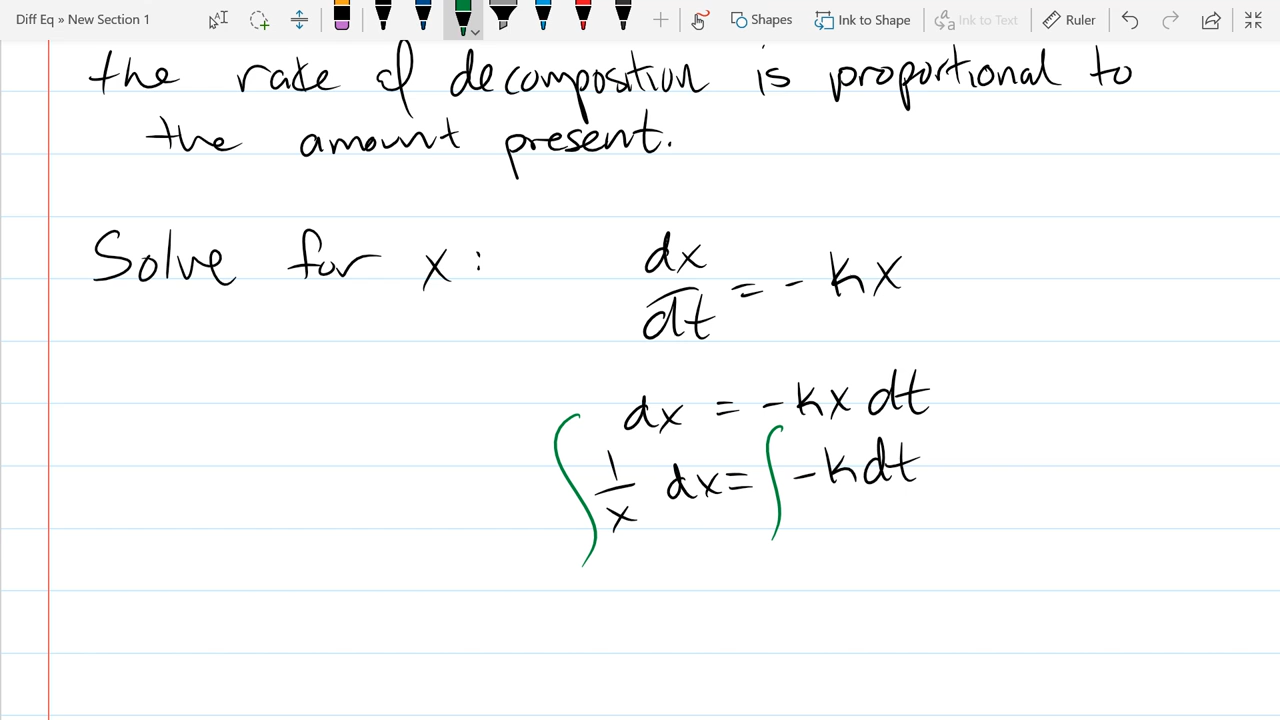 Diff Eq » New Section 1 Shapes Ink to Shape Ink to Text Ruler
the rate of decomposition is proportional to
the amount present.
Solve for x: dx/dt = - kx
dx = -kx dt
∫ 1/x dx = ∫ -k dt